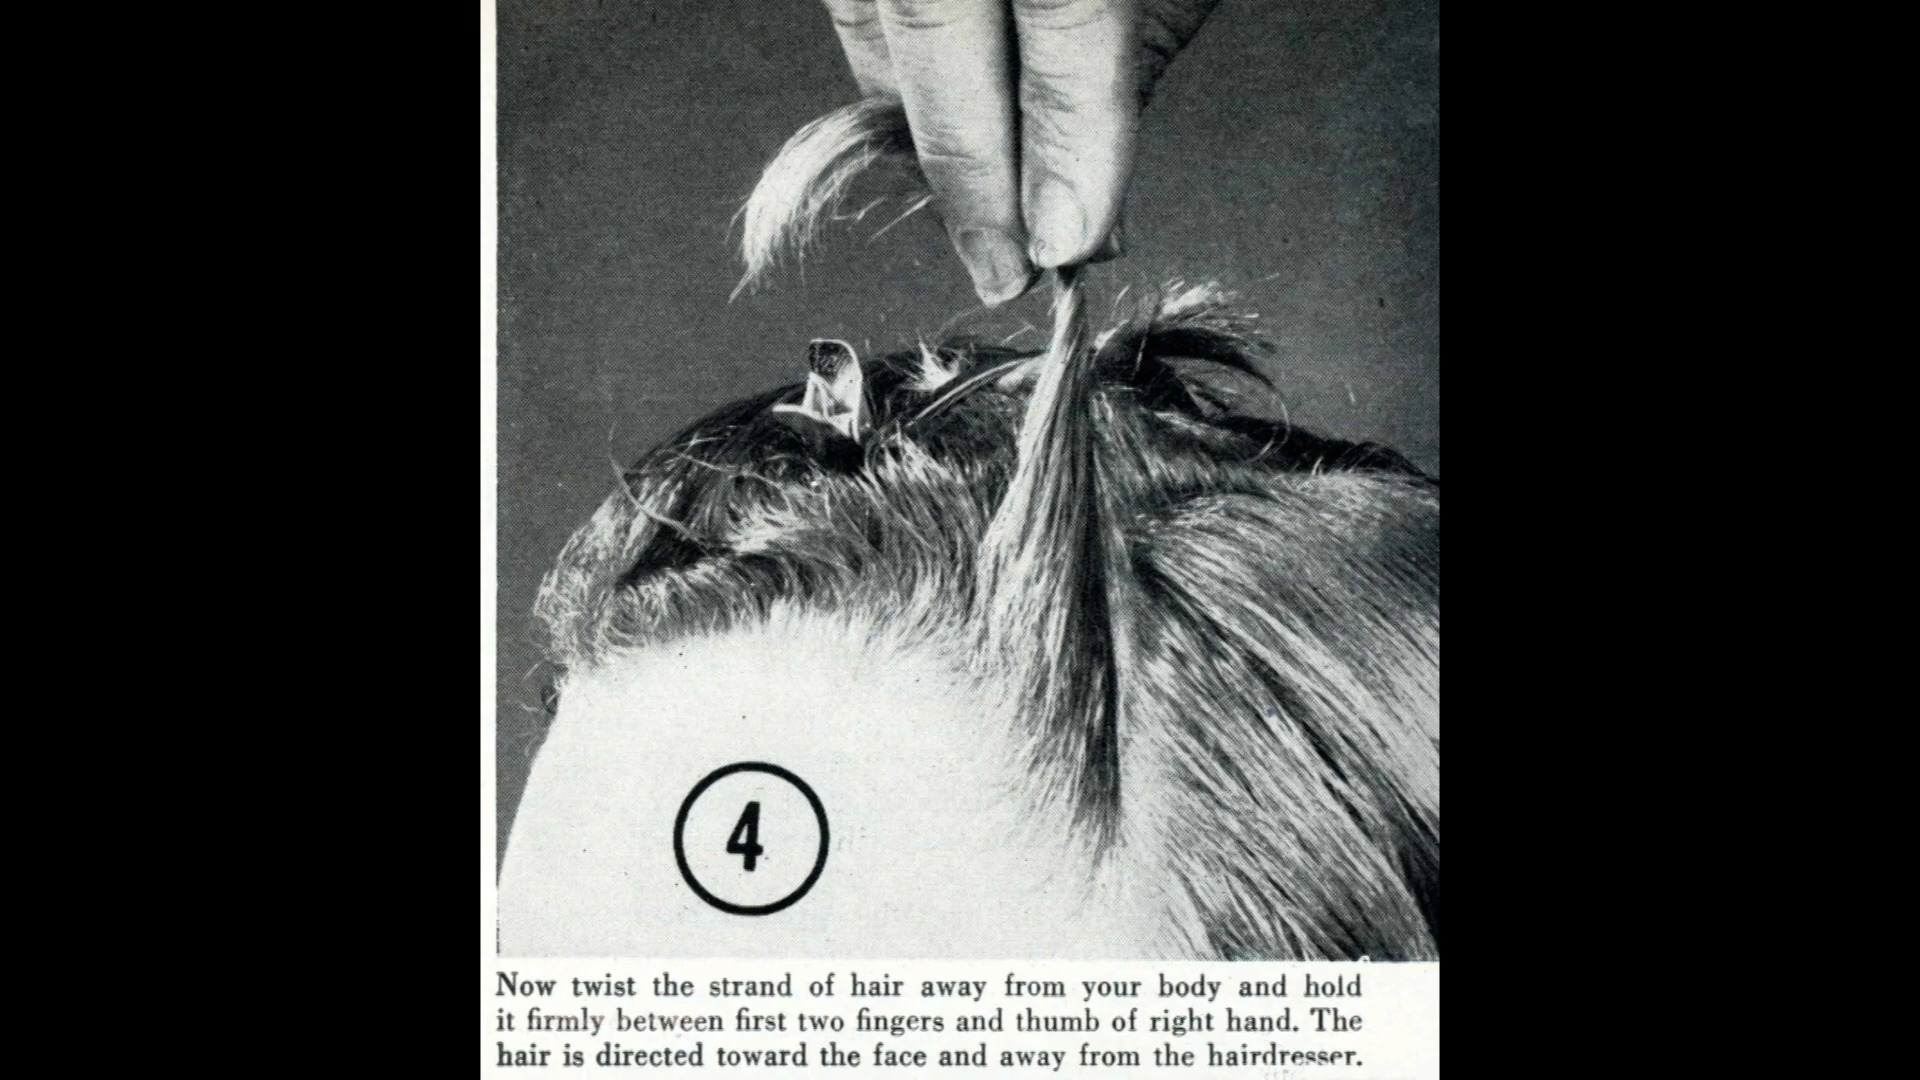 4
Now twist the strand of hair away from your body and hold
it firmly between first two fingers and thumb of right hand. The
hair is directed toward the face and away from the hairdresser.